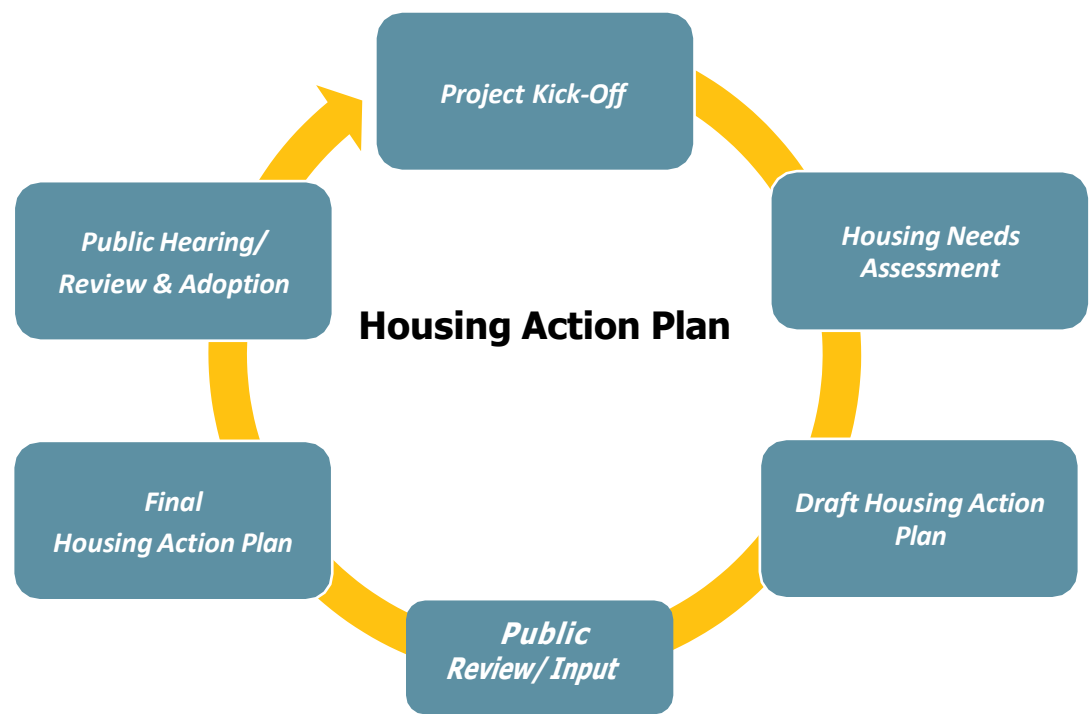 Project Kick-Off
Housing Needs
Assessment
Draft Housing Action
Plan
Public
Review/ Input
Final
Housing Action Plan
Public Hearing/
Review & Adoption
Housing Action Plan